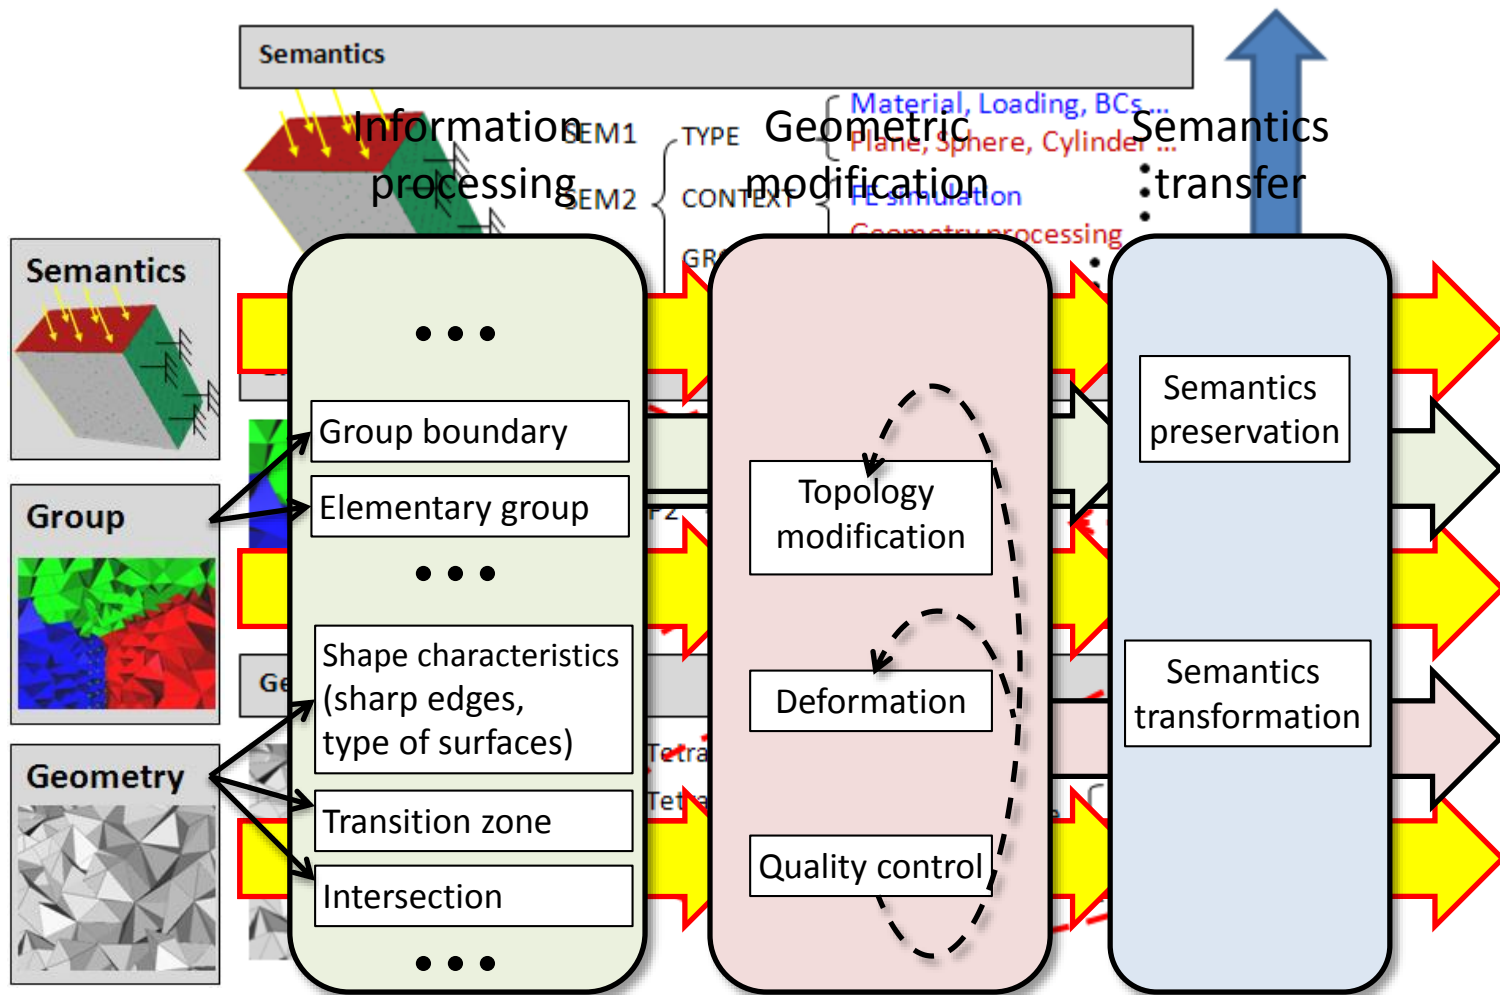 Semantics
Information
processing
Geometric
modification
Semantics
transfer
SEM1
TYPE
Material, Loading, BCs ...
Plane, Sphere, Cylinder ...
SEM2
CONTEXT
FE simulation
Geometry processing
Semantics
Group
Geometry
• • •
Group boundary
Elementary group
• • •
Shape characteristics
(sharp edges,
type of surfaces)
Transition zone
Intersection
• • •
Topology
modification
Deformation
Quality control
Semantics
preservation
Semantics
transformation